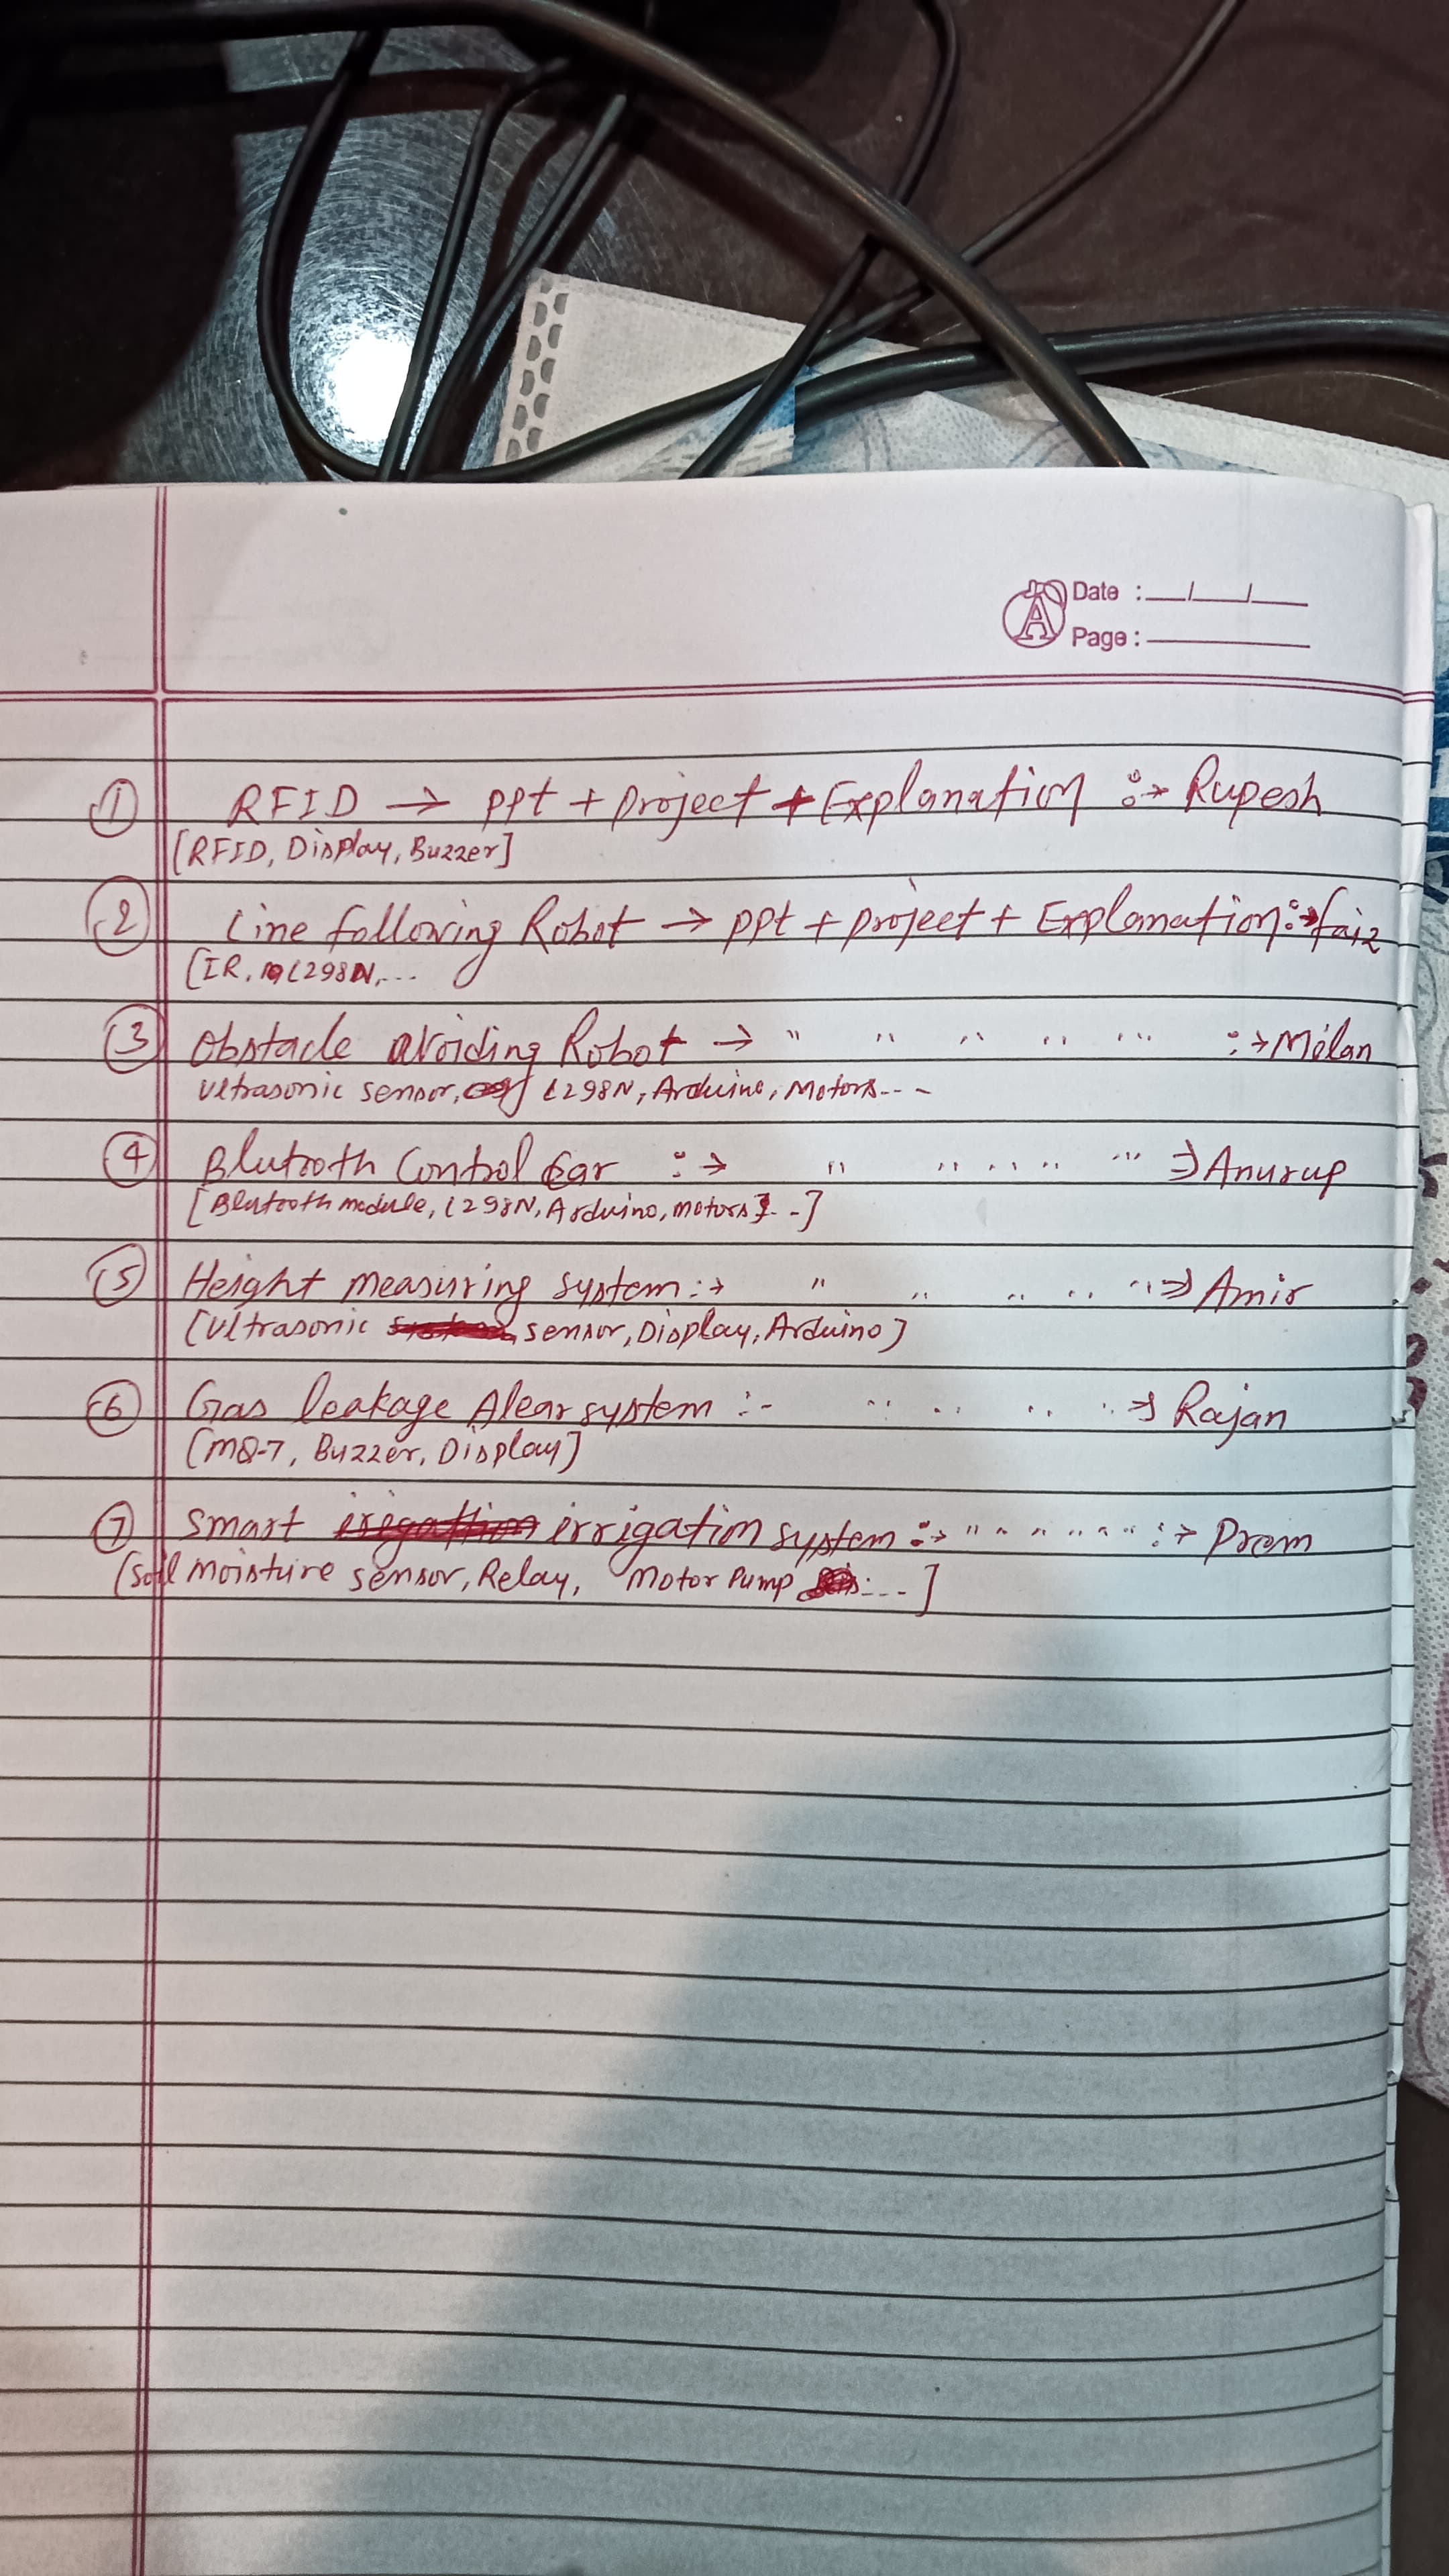 A Date : __/__/__
Page :
① RFID → ppt + project + Explanation :→ Rupesh
[RFID, Display, Buzzer]
② Line following Robot → ppt + project + Explanation :→ faiz
[IR, L298N, ...
③ Obstacle avoiding Robot → " " " " " :→ Milan
Ultrasonic sensor, L298N, Arduino, Motors...-
④ Blutooth Control Car :→ " " " " " ⇒ Anurup
[Blutooth module, L298N, Arduino, motors ...]
⑤ Height measuring system :→ " " " " " ⇒ Amir
[Ultrasonic sensor, Display, Arduino]
⑥ Gas leakage Alear system :- " " " " ⇒ Rajan
[MQ-7, Buzzer, Display]
⑦ Smart irrigation system :→ " " " " " " :→ Prem
[Soil moisture sensor, Relay, Motor Pump ...]